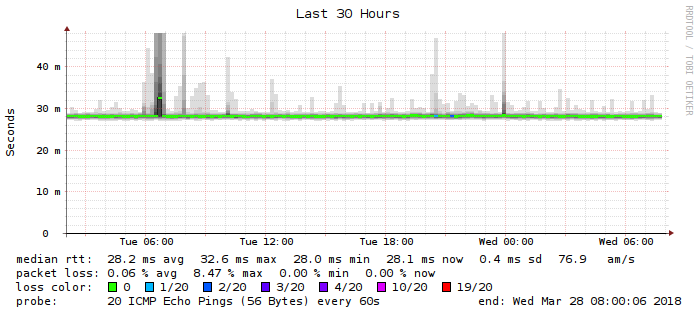 Last 30 Hours
RRDTOOL / TOBI OETIKER
Seconds
40 m
30 m
20 m
10 m
0
Tue 06:00 Tue 12:00 Tue 18:00 Wed 00:00 Wed 06:00
median rtt: 28.2 ms avg 32.6 ms max 28.0 ms min 28.1 ms now 0.4 ms sd 76.9 am/s
packet loss: 0.06 % avg 8.47 % max 0.00 % min 0.00 % now
loss color: 0 1/20 2/20 3/20 4/20 10/20 19/20
probe: 20 ICMP Echo Pings (56 Bytes) every 60s end: Wed Mar 28 08:00:06 2018